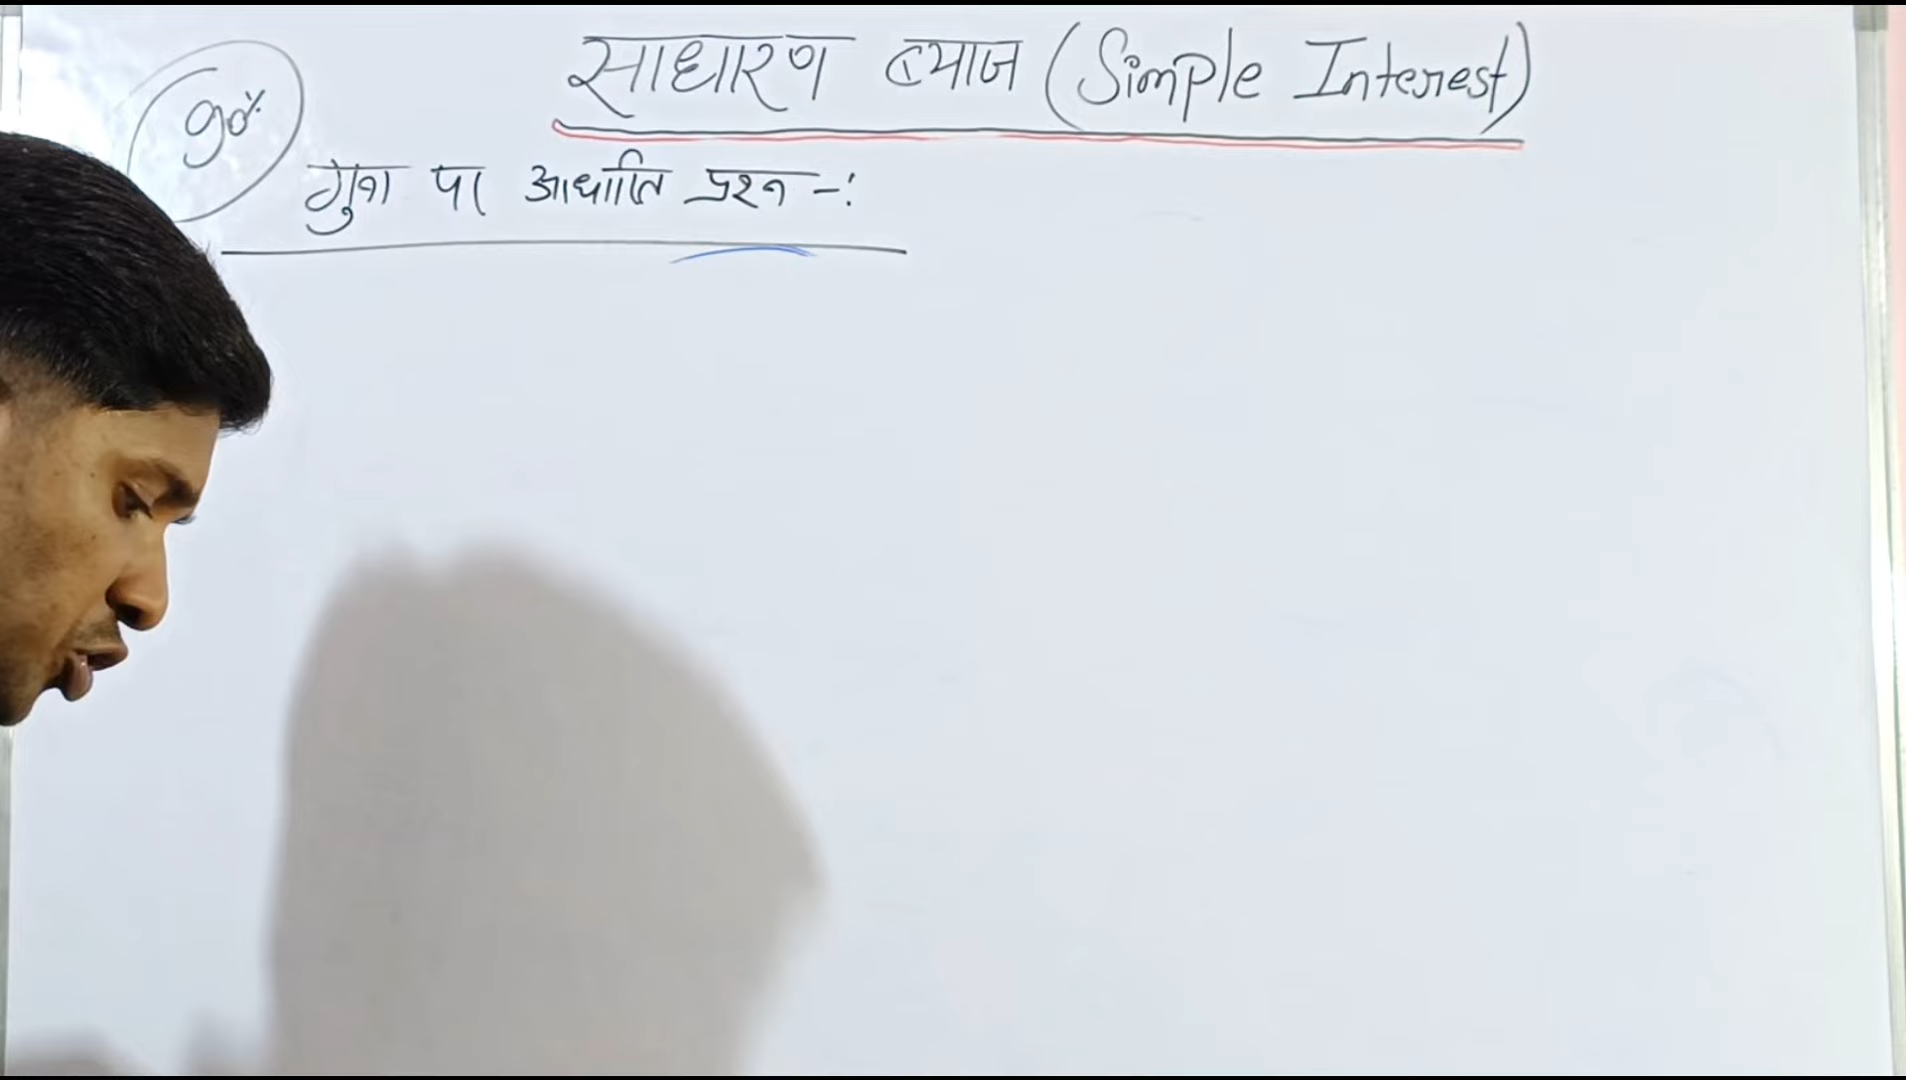 साधारण ब्याज (Simple Interest)
90%
गुना पर आधारित प्रश्न -: